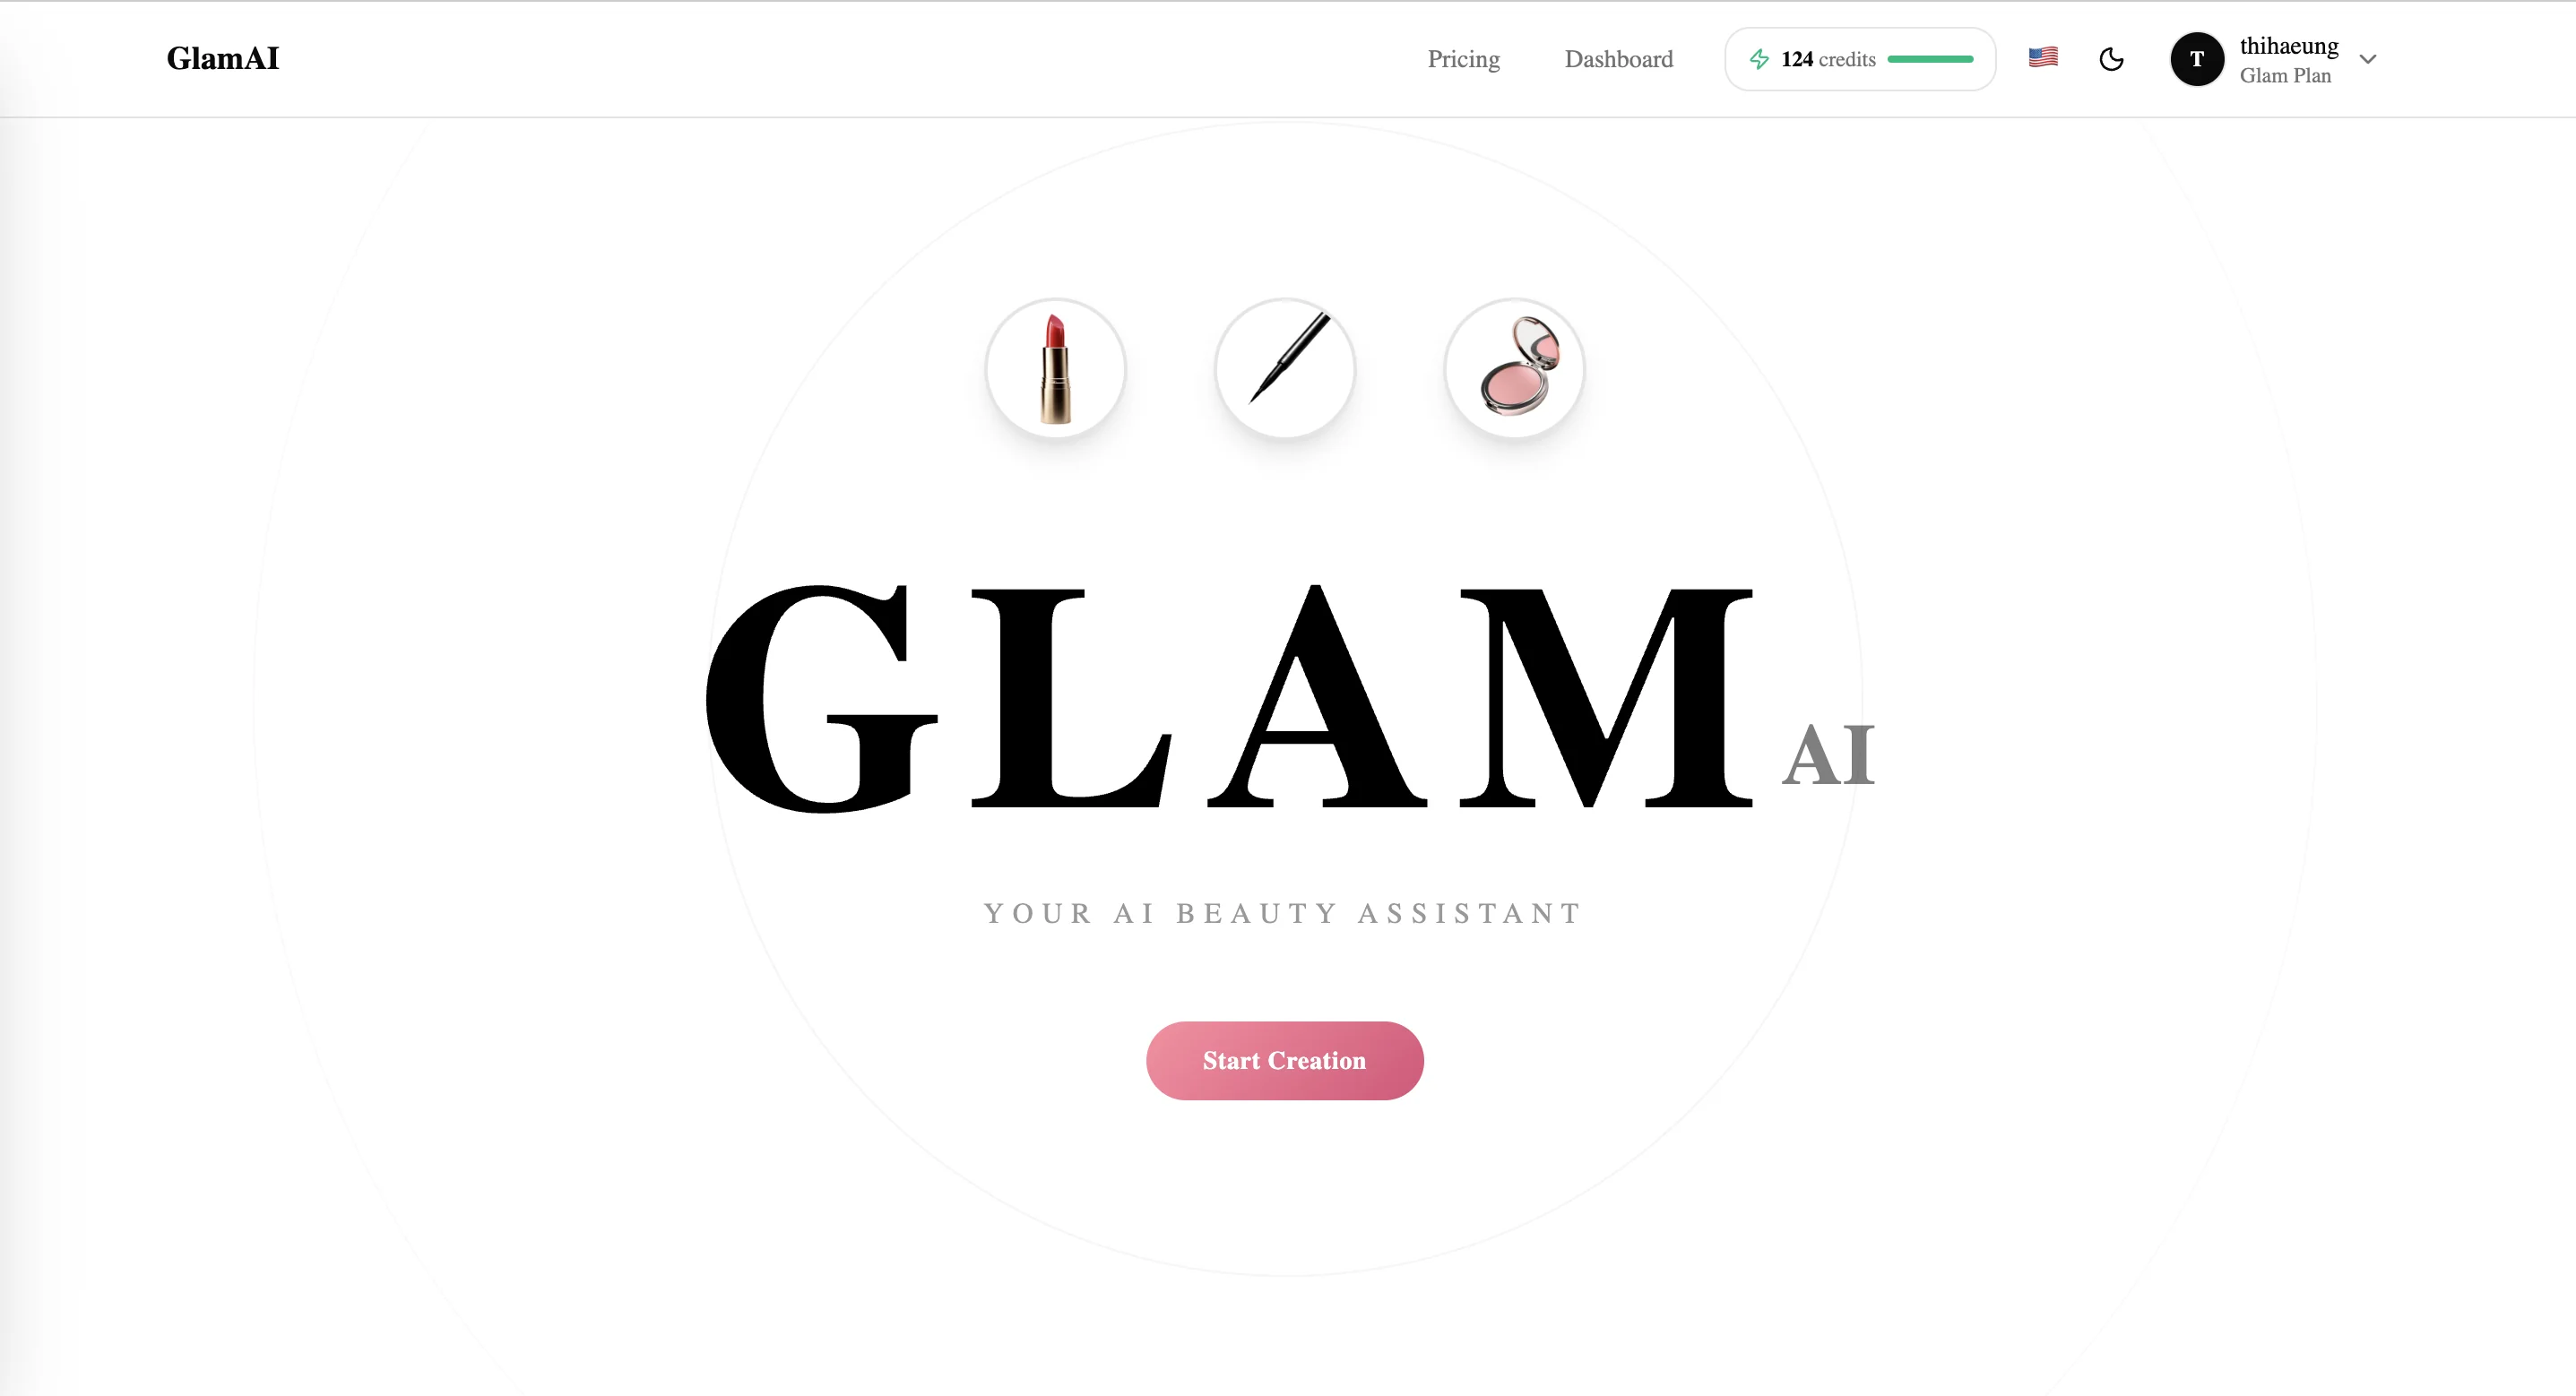 GlamAI
Pricing
Dashboard
124 credits
T
thihaeung
Glam Plan
GLAM AI
YOUR AI BEAUTY ASSISTANT
Start Creation